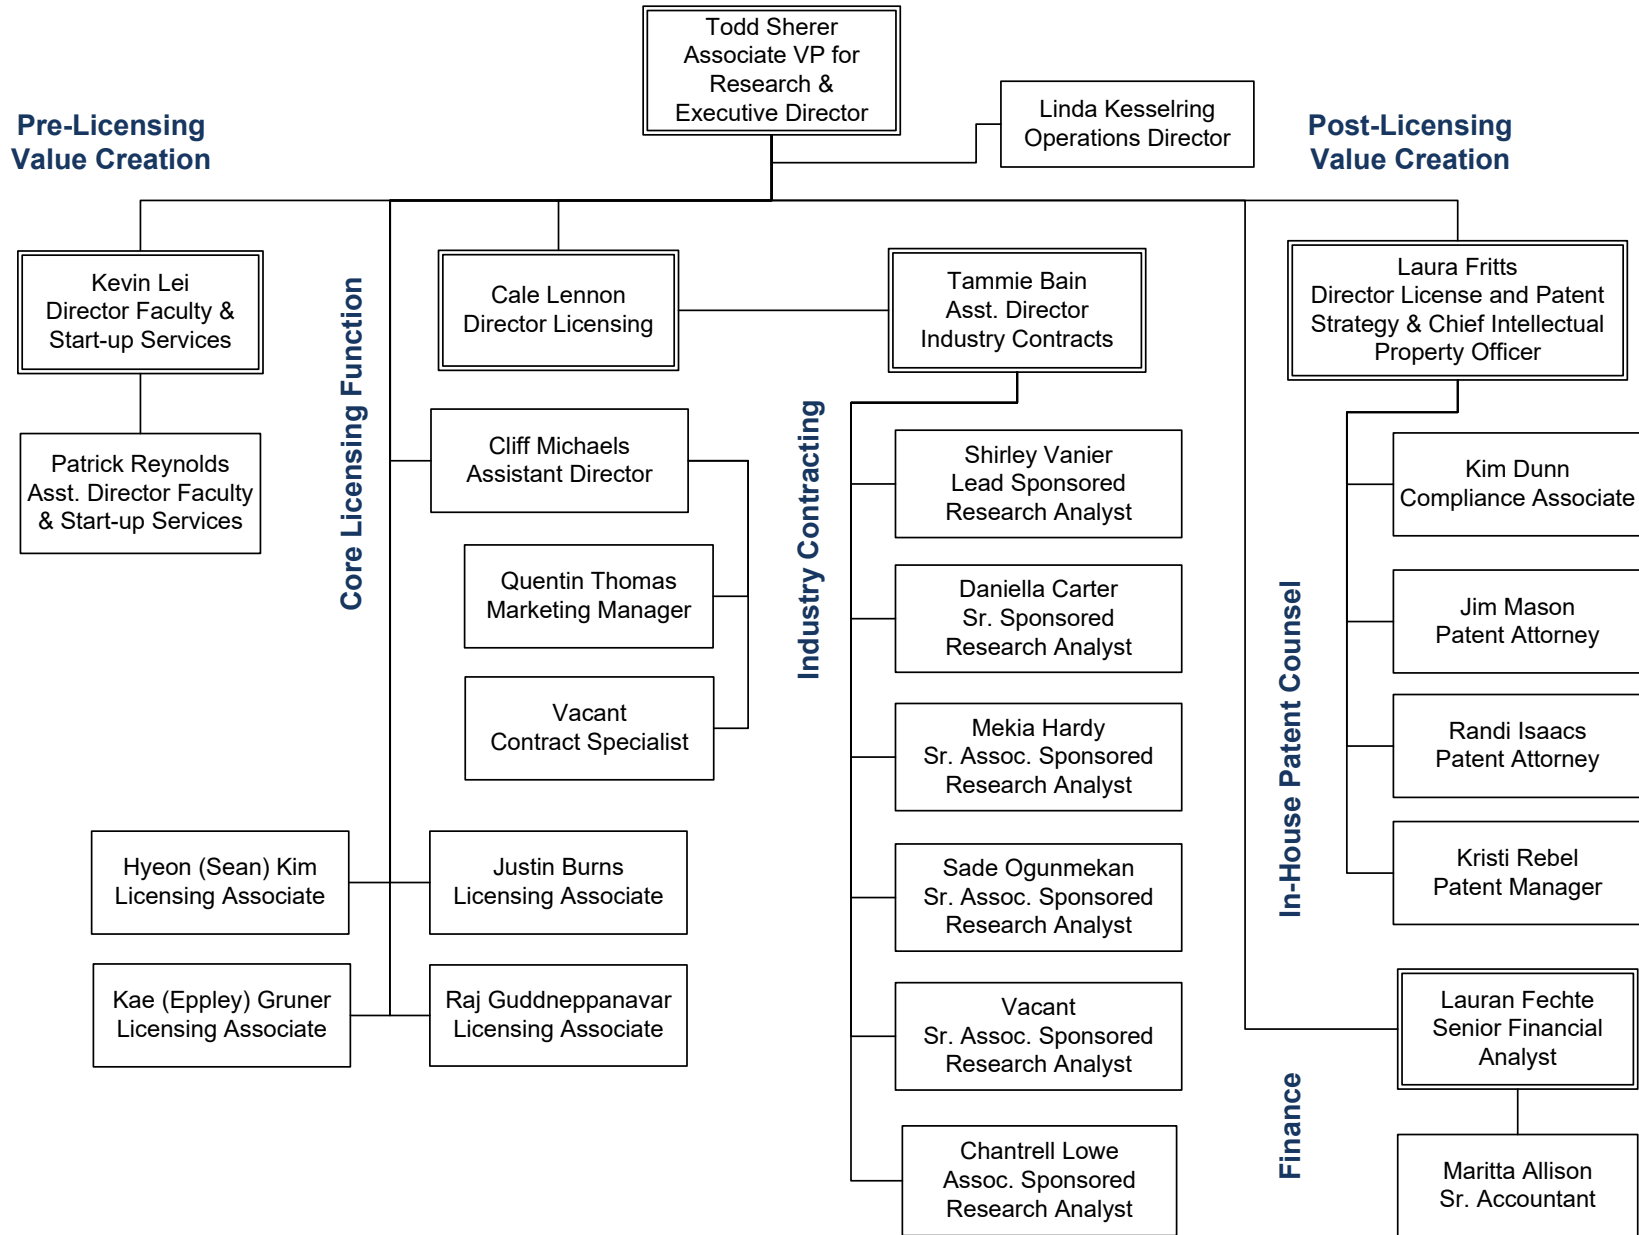 Todd Sherer
Associate VP for
Research &
Executive Director
Linda Kesselring
Operations Director
Pre-Licensing
Value Creation
Post-Licensing
Value Creation
Kevin Lei
Director Faculty &
Start-up Services
Patrick Reynolds
Asst. Director Faculty
& Start-up Services
Core Licensing Function
Cale Lennon
Director Licensing
Cliff Michaels
Assistant Director
Quentin Thomas
Marketing Manager
Vacant
Contract Specialist
Hyeon (Sean) Kim
Licensing Associate
Justin Burns
Licensing Associate
Kae (Eppley) Gruner
Licensing Associate
Raj Guddneppanavar
Licensing Associate
Tammie Bain
Asst. Director
Industry Contracts
Industry Contracting
Shirley Vanier
Lead Sponsored
Research Analyst
Daniella Carter
Sr. Sponsored
Research Analyst
Mekia Hardy
Sr. Assoc. Sponsored
Research Analyst
Sade Ogunmekan
Sr. Assoc. Sponsored
Research Analyst
Vacant
Sr. Assoc. Sponsored
Research Analyst
Chantrell Lowe
Assoc. Sponsored
Research Analyst
Laura Fritts
Director License and Patent
Strategy & Chief Intellectual
Property Officer
In-House Patent Counsel
Kim Dunn
Compliance Associate
Jim Mason
Patent Attorney
Randi Isaacs
Patent Attorney
Kristi Rebel
Patent Manager
Finance
Lauran Fechte
Senior Financial
Analyst
Maritta Allison
Sr. Accountant